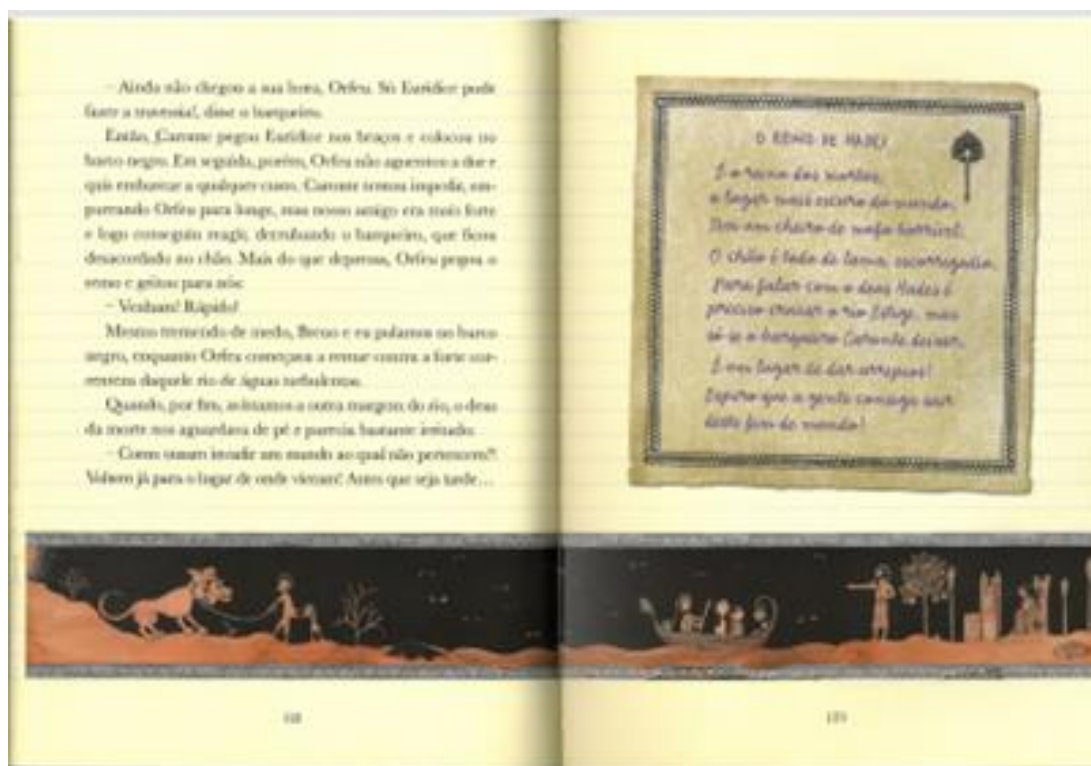 – Ainda não chegou a sua hora, Orfeu. Só Eurídice pode
fazer a travessia!, disse o barqueiro.
Então, Caronte pegou Eurídice nos braços e colocou no
barco negro. Em seguida, porém, Orfeu não aguentou a dor e
quis embarcar a qualquer custo. Caronte tentou impedir, em-
purrando Orfeu para longe, mas nosso amigo era mais forte
e logo conseguiu reagir, derrubando o barqueiro, que ficou
desacordado no chão. Mais do que depressa, Orfeu pegou o
remo e gritou para nós:
– Venham! Rápido!
Mesmo tremendo de medo, Breno e eu pulamos no barco
negro, enquanto Orfeu começava a remar contra a forte cor-
renteza daquele rio de águas turbulentas.
Quando, por fim, avistamos a outra margem do rio, o deus
da morte nos aguardava de pé e parecia bastante irritado:
– Como ousam invadir um mundo ao qual não pertencem?!
Voltem já para o lugar de onde vieram! Antes que seja tarde…
O REINO DE HADES
É o reino dos mortos,
o lugar mais escuro do mundo.
Tem um cheiro de mofo horrível.
O chão é todo de lama, escorregadio.
Para falar com o deus Hades é
preciso cruzar o rio Estige, mas
só se o barqueiro Caronte deixar.
É um lugar de dar arrepios!
Espero que a gente consiga sair
deste fim de mundo!